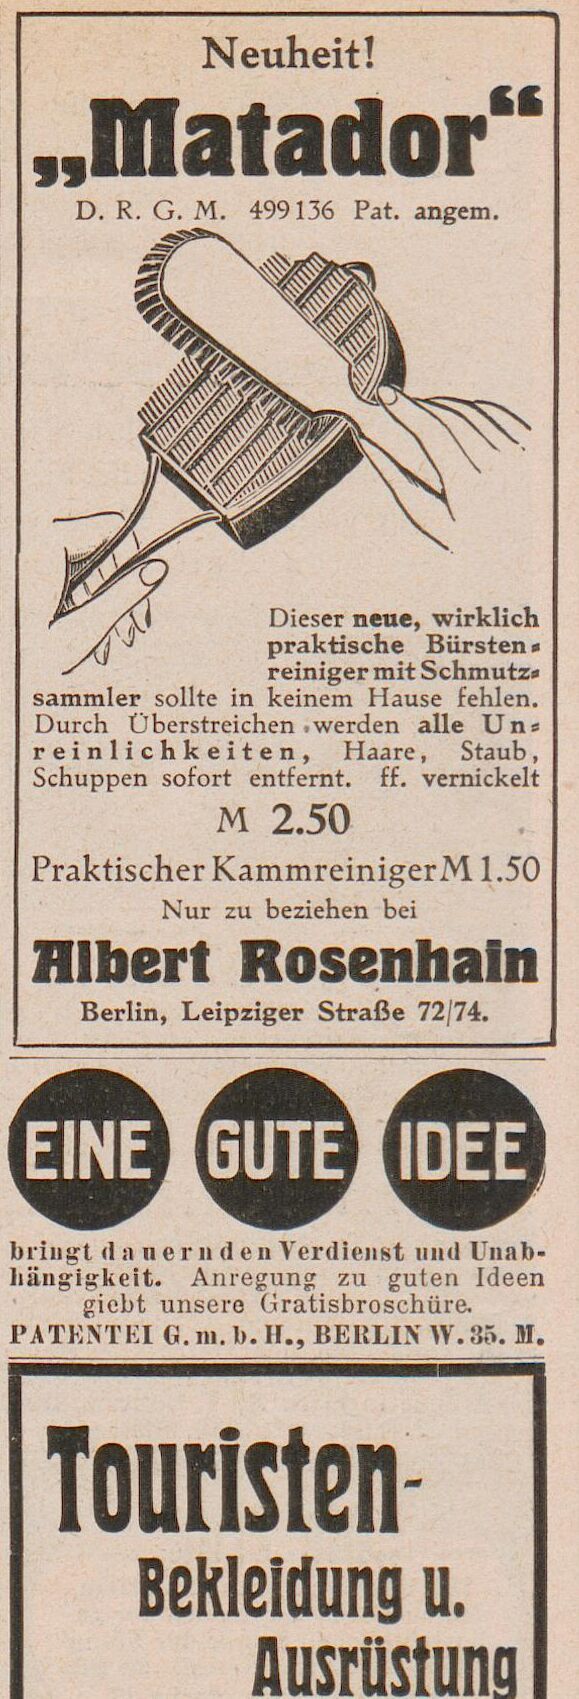 Neuheit!
„Matador“
D. R. G. M. 499136 Pat. angem.
Dieser neue, wirklich
praktische Bürsten-
reiniger mit Schmutz-
sammler sollte in keinem Hause fehlen.
Durch Überstreichen werden alle Un-
reinlichkeiten, Haare, Staub,
Schuppen sofort entfernt. ff. vernickelt
M 2.50
Praktischer Kammreiniger M 1.50
Nur zu beziehen bei
Albert Rosenhain
Berlin, Leipziger Straße 72/74.
EINE GUTE IDEE
bringt dauernden Verdienst und Unab-
hängigkeit. Anregung zu guten Ideen
giebt unsere Gratisbroschüre.
PATENTEI G. m. b. H., BERLIN W. 35. M.
Touristen-
Bekleidung u.
Ausrüstung